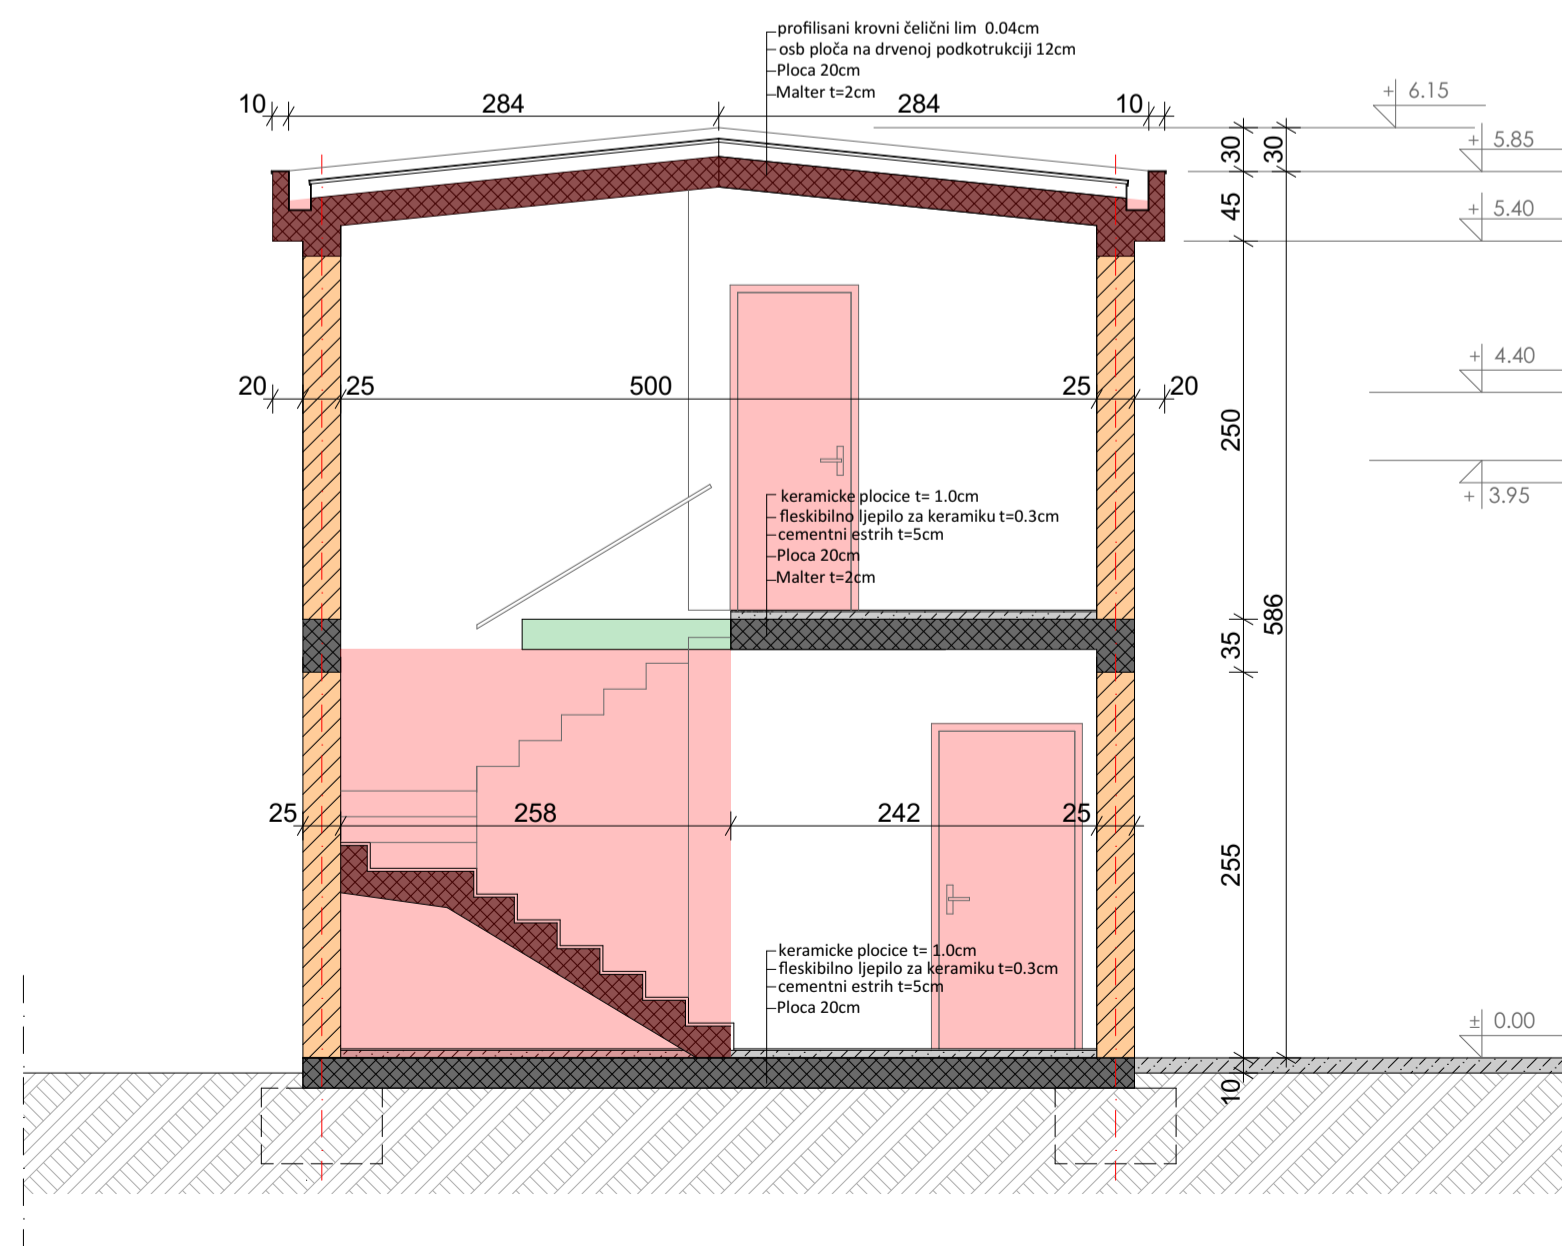 profilisani krovni čelični lim 0.04cm
osb ploča na drvenoj podkotrukciji 12cm
Ploca 20cm
Malter t=2cm
10
284
284
10
+ 6.15
30
30
+ 5.85
45
+ 5.40
+ 4.40
20
25
500
25
20
250
+ 3.95
keramicke plocice t= 1.0cm
fleskibilno ljepilo za keramiku t=0.3cm
cementni estrih t=5cm
Ploca 20cm
Malter t=2cm
586
35
25
258
242
25
255
keramicke plocice t= 1.0cm
fleskibilno ljepilo za keramiku t=0.3cm
cementni estrih t=5cm
Ploca 20cm
± 0.00
10